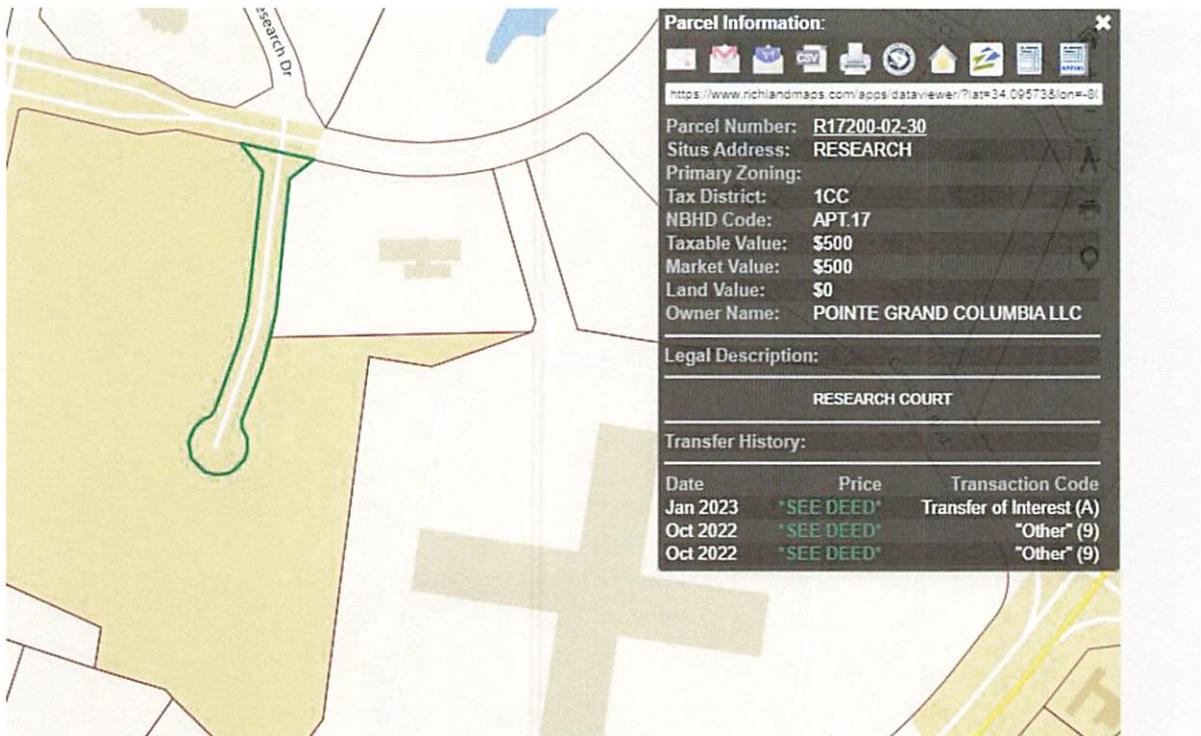 esearch Dr
Parcel Information:
CSV
https://www.richlandmaps.com/apps/dataviewer/?lat=34.09573&lon=-8
Parcel Number: R17200-02-30
Situs Address: RESEARCH
Primary Zoning:
Tax District: 1CC
NBHD Code: APT.17
Taxable Value: $500
Market Value: $500
Land Value: $0
Owner Name: POINTE GRAND COLUMBIA LLC
Legal Description:
RESEARCH COURT
Transfer History:
Date Price Transaction Code
Jan 2023 *SEE DEED* Transfer of Interest (A)
Oct 2022 *SEE DEED* "Other" (9)
Oct 2022 *SEE DEED* "Other" (9)